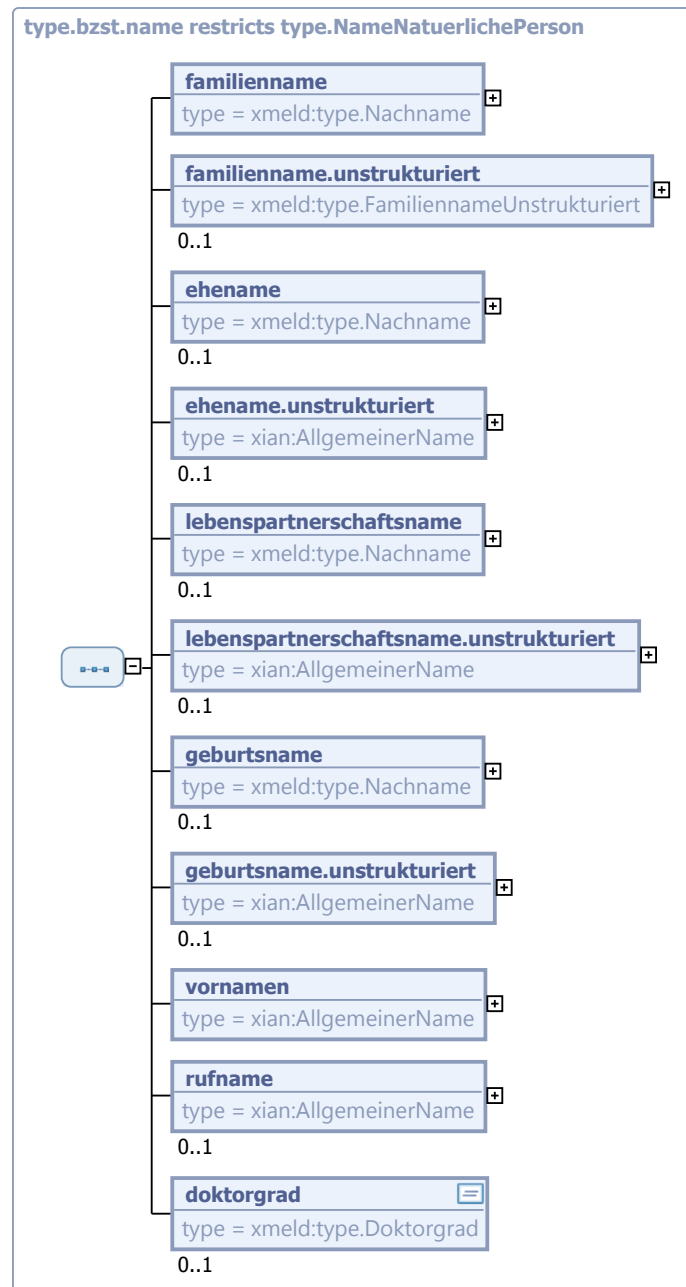 type.bzst.name restricts type.NameNatuerlichePerson
familienname
type = xmeld:type.Nachname
familienname.unstrukturiert
type = xmeld:type.FamiliennameUnstrukturiert
0..1
ehename
type = xmeld:type.Nachname
0..1
ehename.unstrukturiert
type = xian:AllgemeinerName
0..1
lebenspartnerschaftsname
type = xmeld:type.Nachname
0..1
lebenspartnerschaftsname.unstrukturiert
type = xian:AllgemeinerName
0..1
geburtsname
type = xmeld:type.Nachname
0..1
geburtsname.unstrukturiert
type = xian:AllgemeinerName
0..1
vornamen
type = xian:AllgemeinerName
rufname
type = xian:AllgemeinerName
0..1
doktorgrad
type = xmeld:type.Doktorgrad
0..1